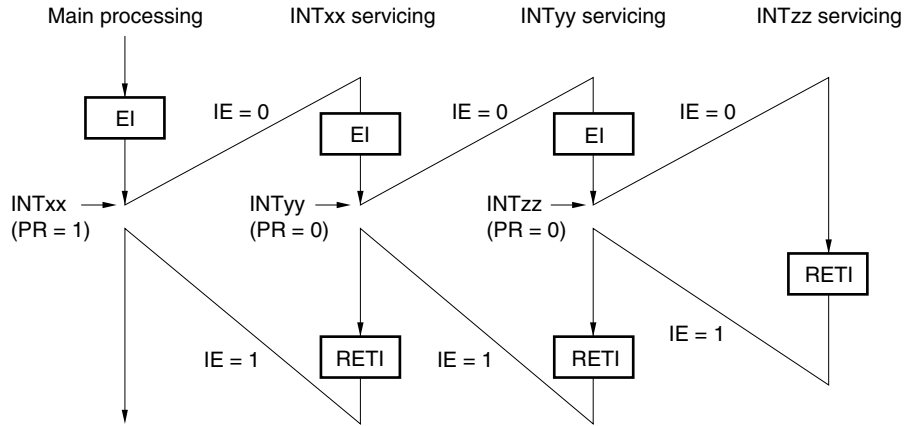 Main processing
INTxx servicing
INTyy servicing
INTzz servicing
EI
IE = 0
EI
IE = 0
EI
IE = 0
INTxx
(PR = 1)
INTyy
(PR = 0)
INTzz
(PR = 0)
RETI
IE = 1
RETI
IE = 1
RETI
IE = 1